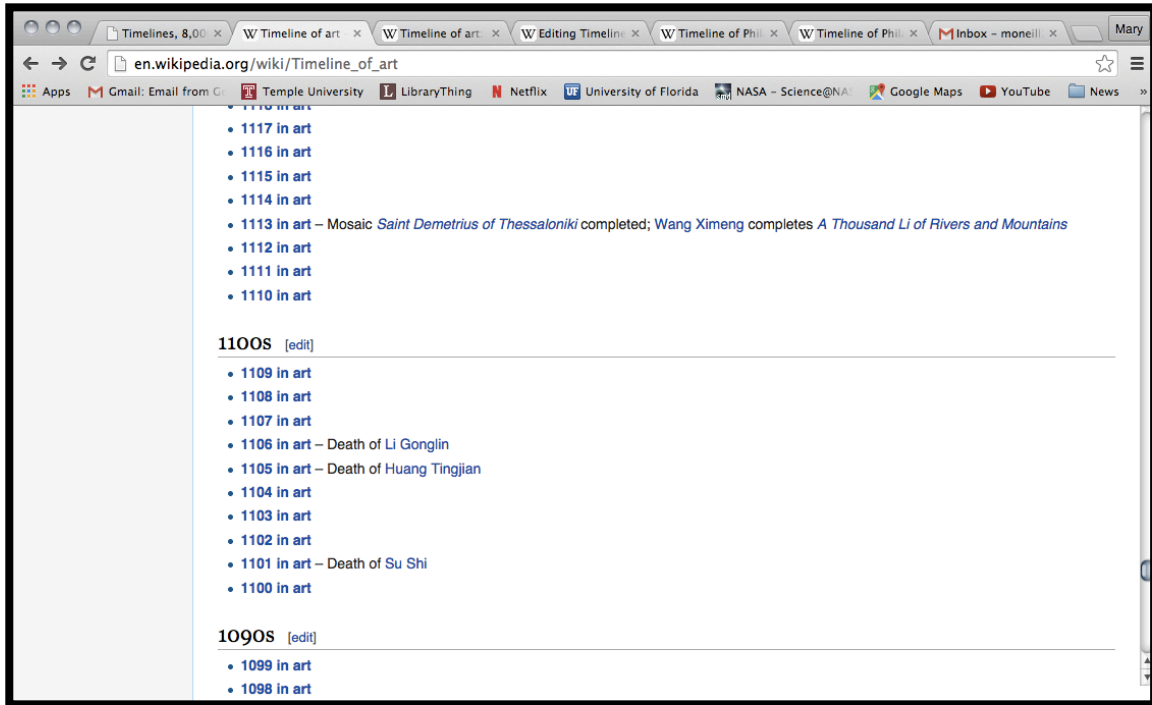 Timelines, 8,00
Timeline of art -
Timeline of art:
Editing Timeline
Timeline of Phil
Timeline of Phil
Inbox – moneill
Mary
en.wikipedia.org/wiki/Timeline_of_art
Apps
Gmail: Email from G
Temple University
LibraryThing
Netflix
University of Florida
NASA – Science@NA
Google Maps
YouTube
News
»
• 1118 in art
• 1117 in art
• 1116 in art
• 1115 in art
• 1114 in art
• 1113 in art – Mosaic Saint Demetrius of Thessaloniki completed; Wang Ximeng completes A Thousand Li of Rivers and Mountains
• 1112 in art
• 1111 in art
• 1110 in art
1100s [edit]
• 1109 in art
• 1108 in art
• 1107 in art
• 1106 in art – Death of Li Gonglin
• 1105 in art – Death of Huang Tingjian
• 1104 in art
• 1103 in art
• 1102 in art
• 1101 in art – Death of Su Shi
• 1100 in art
1090s [edit]
• 1099 in art
• 1098 in art